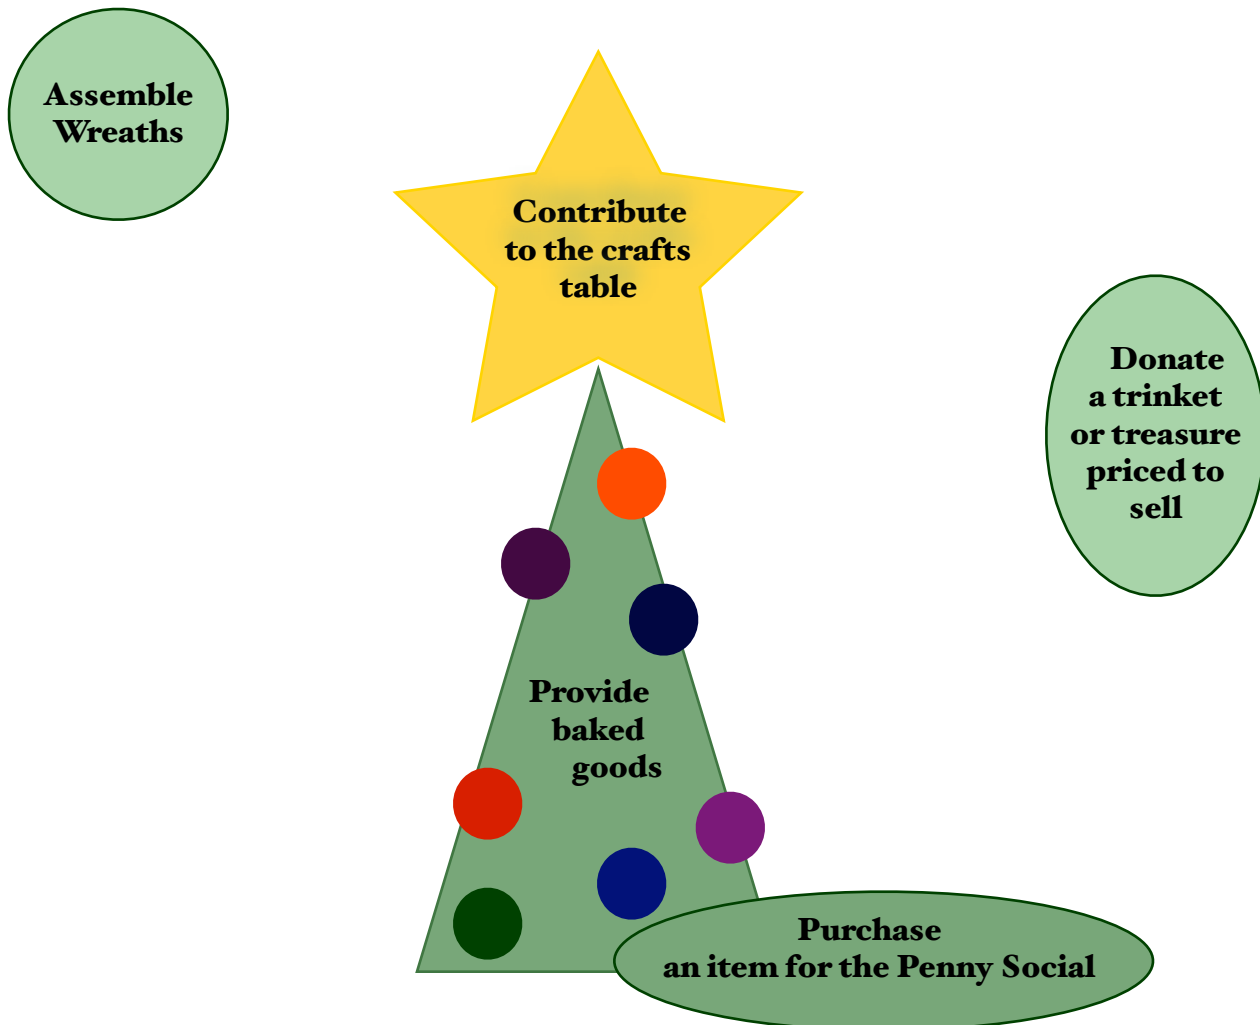 Assemble
Wreaths
Contribute
to the crafts
table
Donate
a trinket
or treasure
priced to
sell
Provide
baked
goods
Purchase
an item for the Penny Social